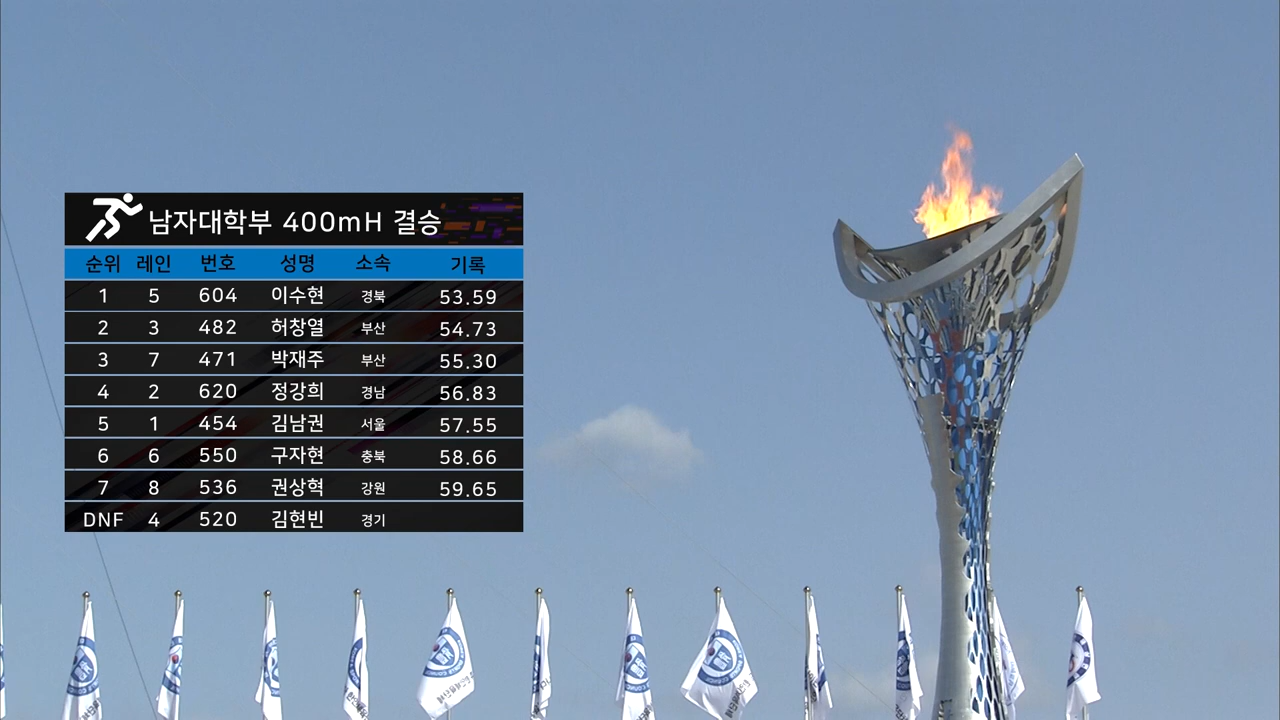 남자대학부 400mH 결승
순위 레인 번호 성명 소속 기록
1 5 604 이수현 경북 53.59
2 3 482 허창열 부산 54.73
3 7 471 박재주 부산 55.30
4 2 620 정강희 경남 56.83
5 1 454 김남권 서울 57.55
6 6 550 구자현 충북 58.66
7 8 536 권상혁 강원 59.65
DNF 4 520 김현빈 경기